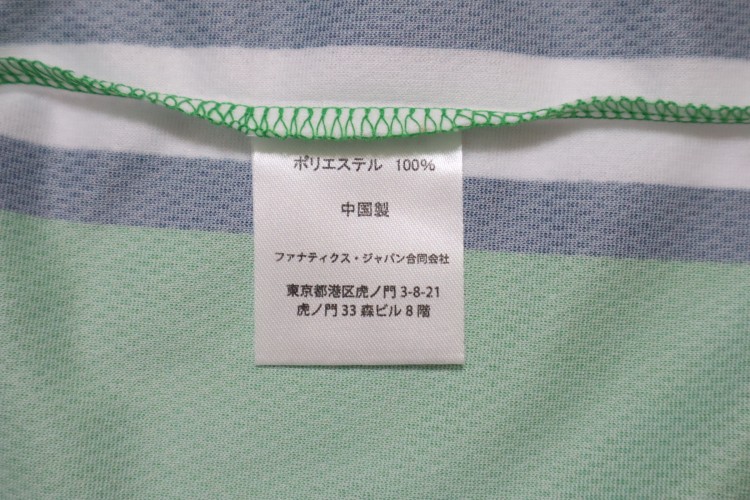 ポリエステル 100%
中国製
ファナティクス・ジャパン合同会社
東京都港区虎ノ門 3-8-21
虎ノ門 33 森ビル 8 階